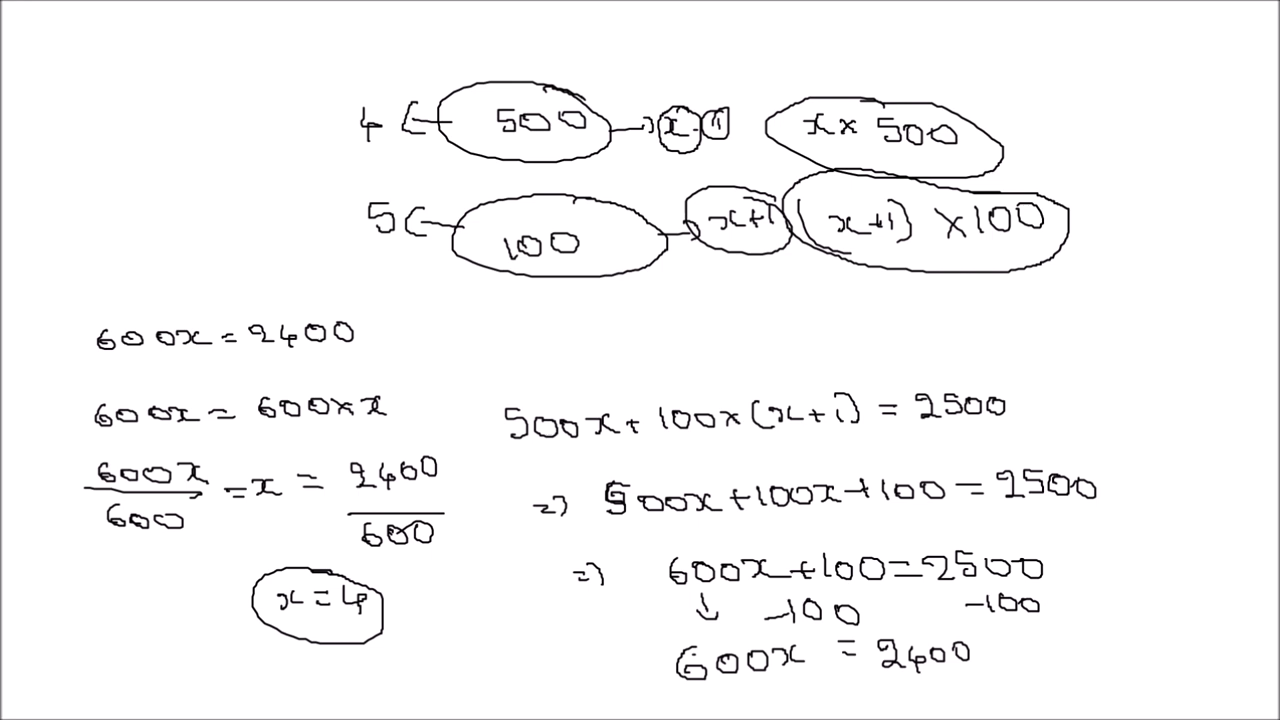 4 ← 500 → x · 1 x × 500
5 ← 100 → x+1 (x+1) × 100
600x = 2400
600x = 600 × x
500x + 100 × (x+1) = 2500
600x/600 = x = 2400/600
=> 500x + 100x + 100 = 2500
x = 4
=> 600x + 100 = 2500
↓ -100 -100
600x = 2400